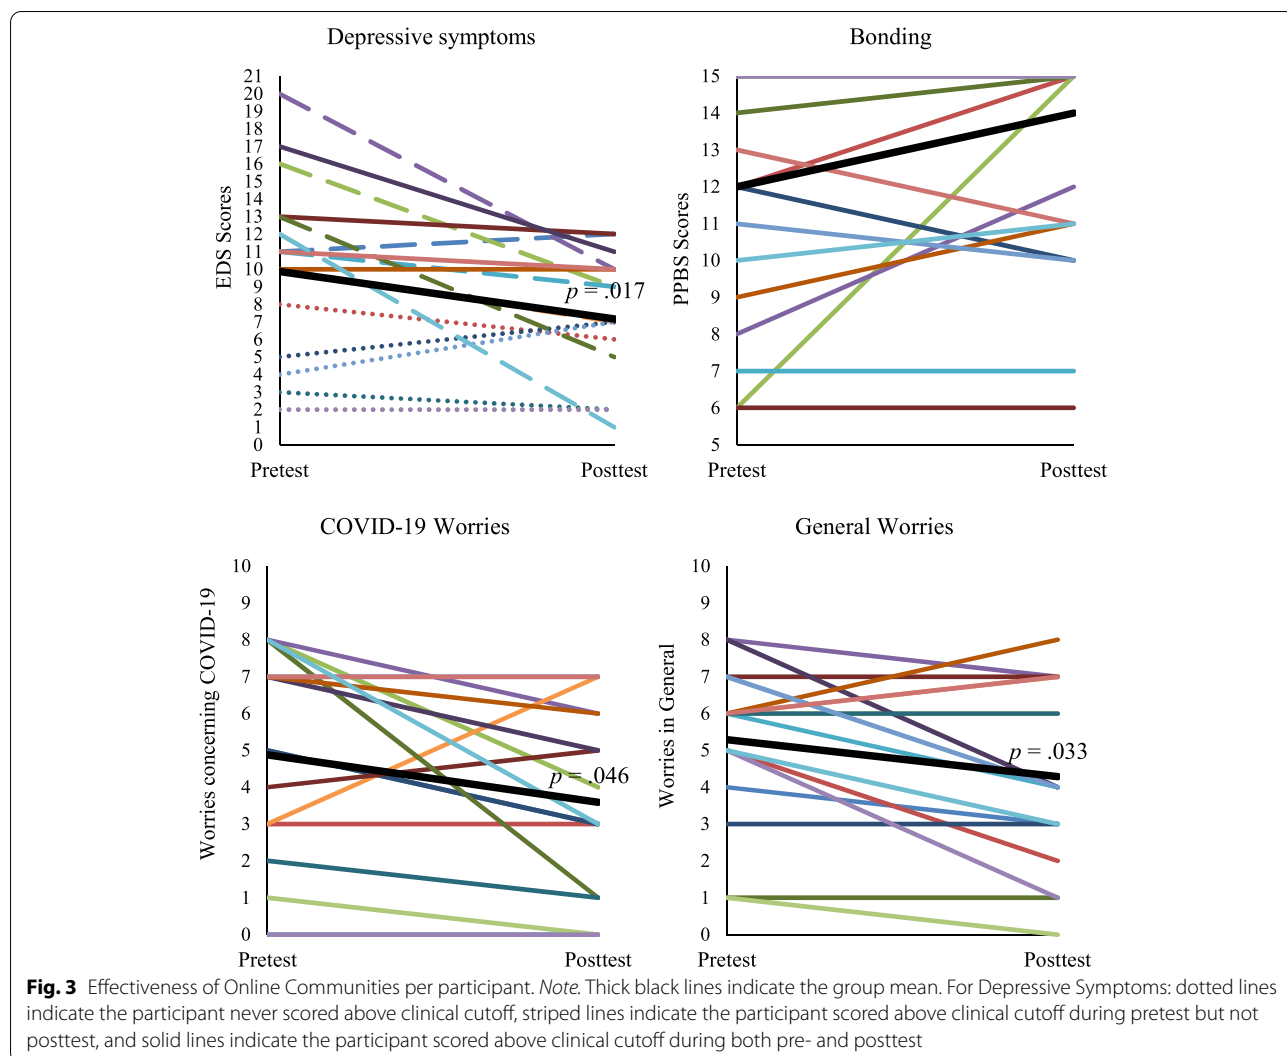 Depressive symptoms
EDS Scores
21
20
19
18
17
16
15
14
13
12
11
10
9
8
7
6
5
4
3
2
1
0
p = .017
Pretest
Posttest
Bonding
PPBS Scores
15
14
13
12
11
10
9
8
7
6
5
Pretest
Posttest
COVID-19 Worries
Worries concerning COVID-19
10
9
8
7
6
5
4
3
2
1
0
p = .046
Pretest
Posttest
General Worries
Worries in General
10
9
8
7
6
5
4
3
2
1
0
p = .033
Pretest
Posttest
Fig. 3 Effectiveness of Online Communities per participant. Note. Thick black lines indicate the group mean. For Depressive Symptoms: dotted lines
indicate the participant never scored above clinical cutoff, striped lines indicate the participant scored above clinical cutoff during pretest but not
posttest, and solid lines indicate the participant scored above clinical cutoff during both pre- and posttest